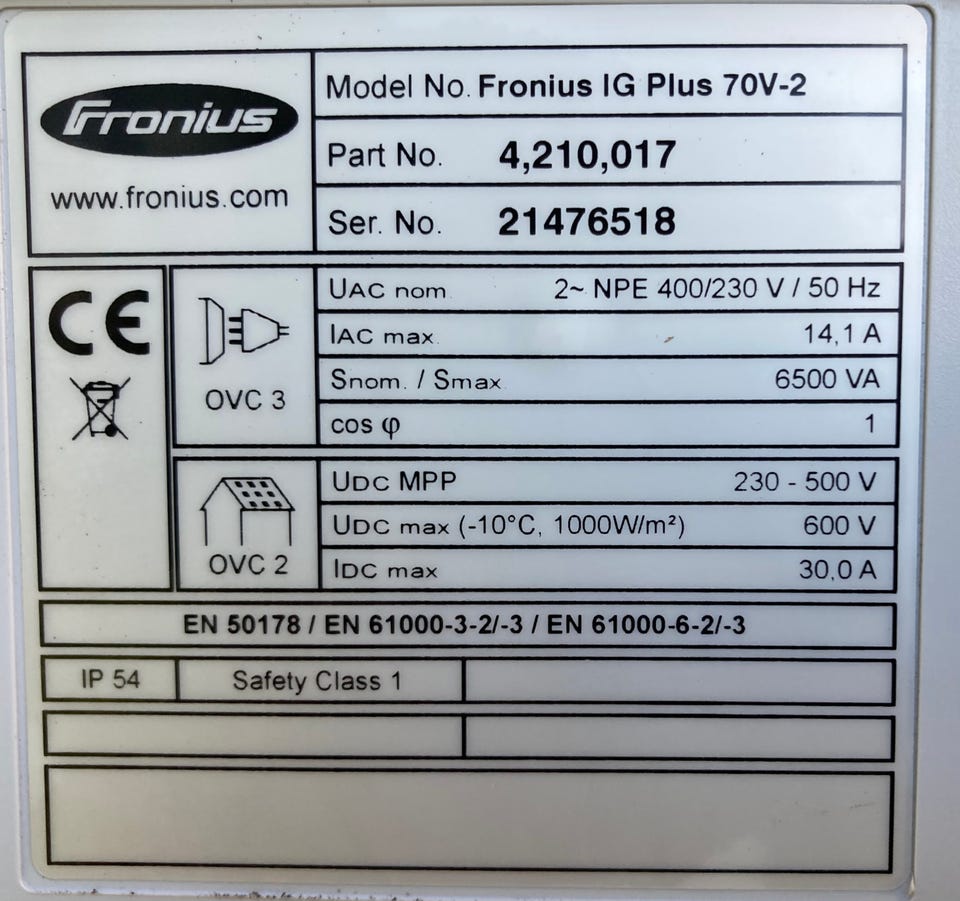 Fronius
www.fronius.com
Model No. Fronius IG Plus 70V-2
Part No. 4,210,017
Ser. No. 21476518
CE
OVC 3
UAC nom 2~ NPE 400/230 V / 50 Hz
IAC max 14,1 A
Snom. / Smax 6500 VA
cos φ 1
OVC 2
UDC MPP 230 - 500 V
UDC max (-10°C, 1000W/m²) 600 V
IDC max 30,0 A
EN 50178 / EN 61000-3-2/-3 / EN 61000-6-2/-3
IP 54 Safety Class 1